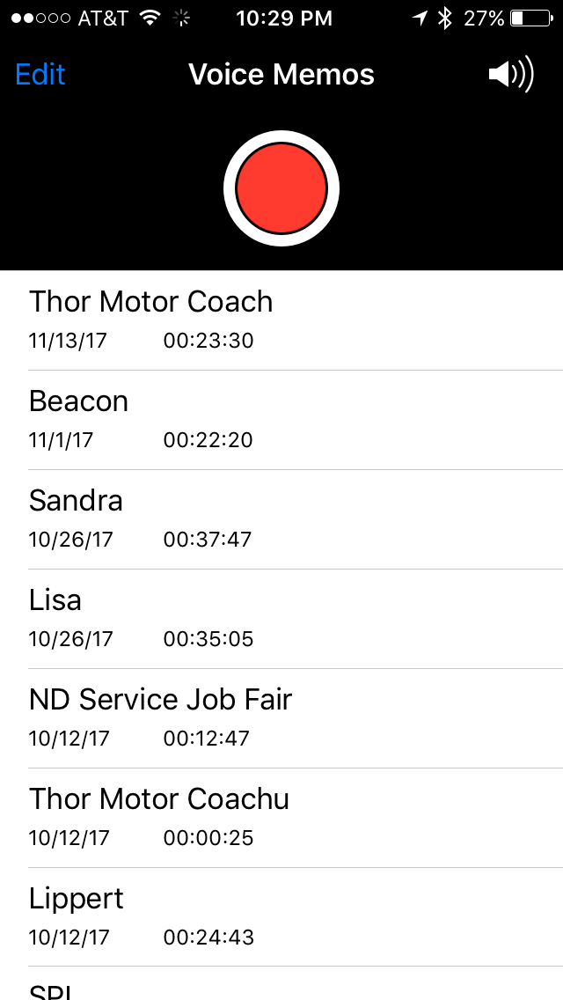 AT&T 10:29 PM 27%
Edit Voice Memos
Thor Motor Coach
11/13/17 00:23:30
Beacon
11/1/17 00:22:20
Sandra
10/26/17 00:37:47
Lisa
10/26/17 00:35:05
ND Service Job Fair
10/12/17 00:12:47
Thor Motor Coachu
10/12/17 00:00:25
Lippert
10/12/17 00:24:43